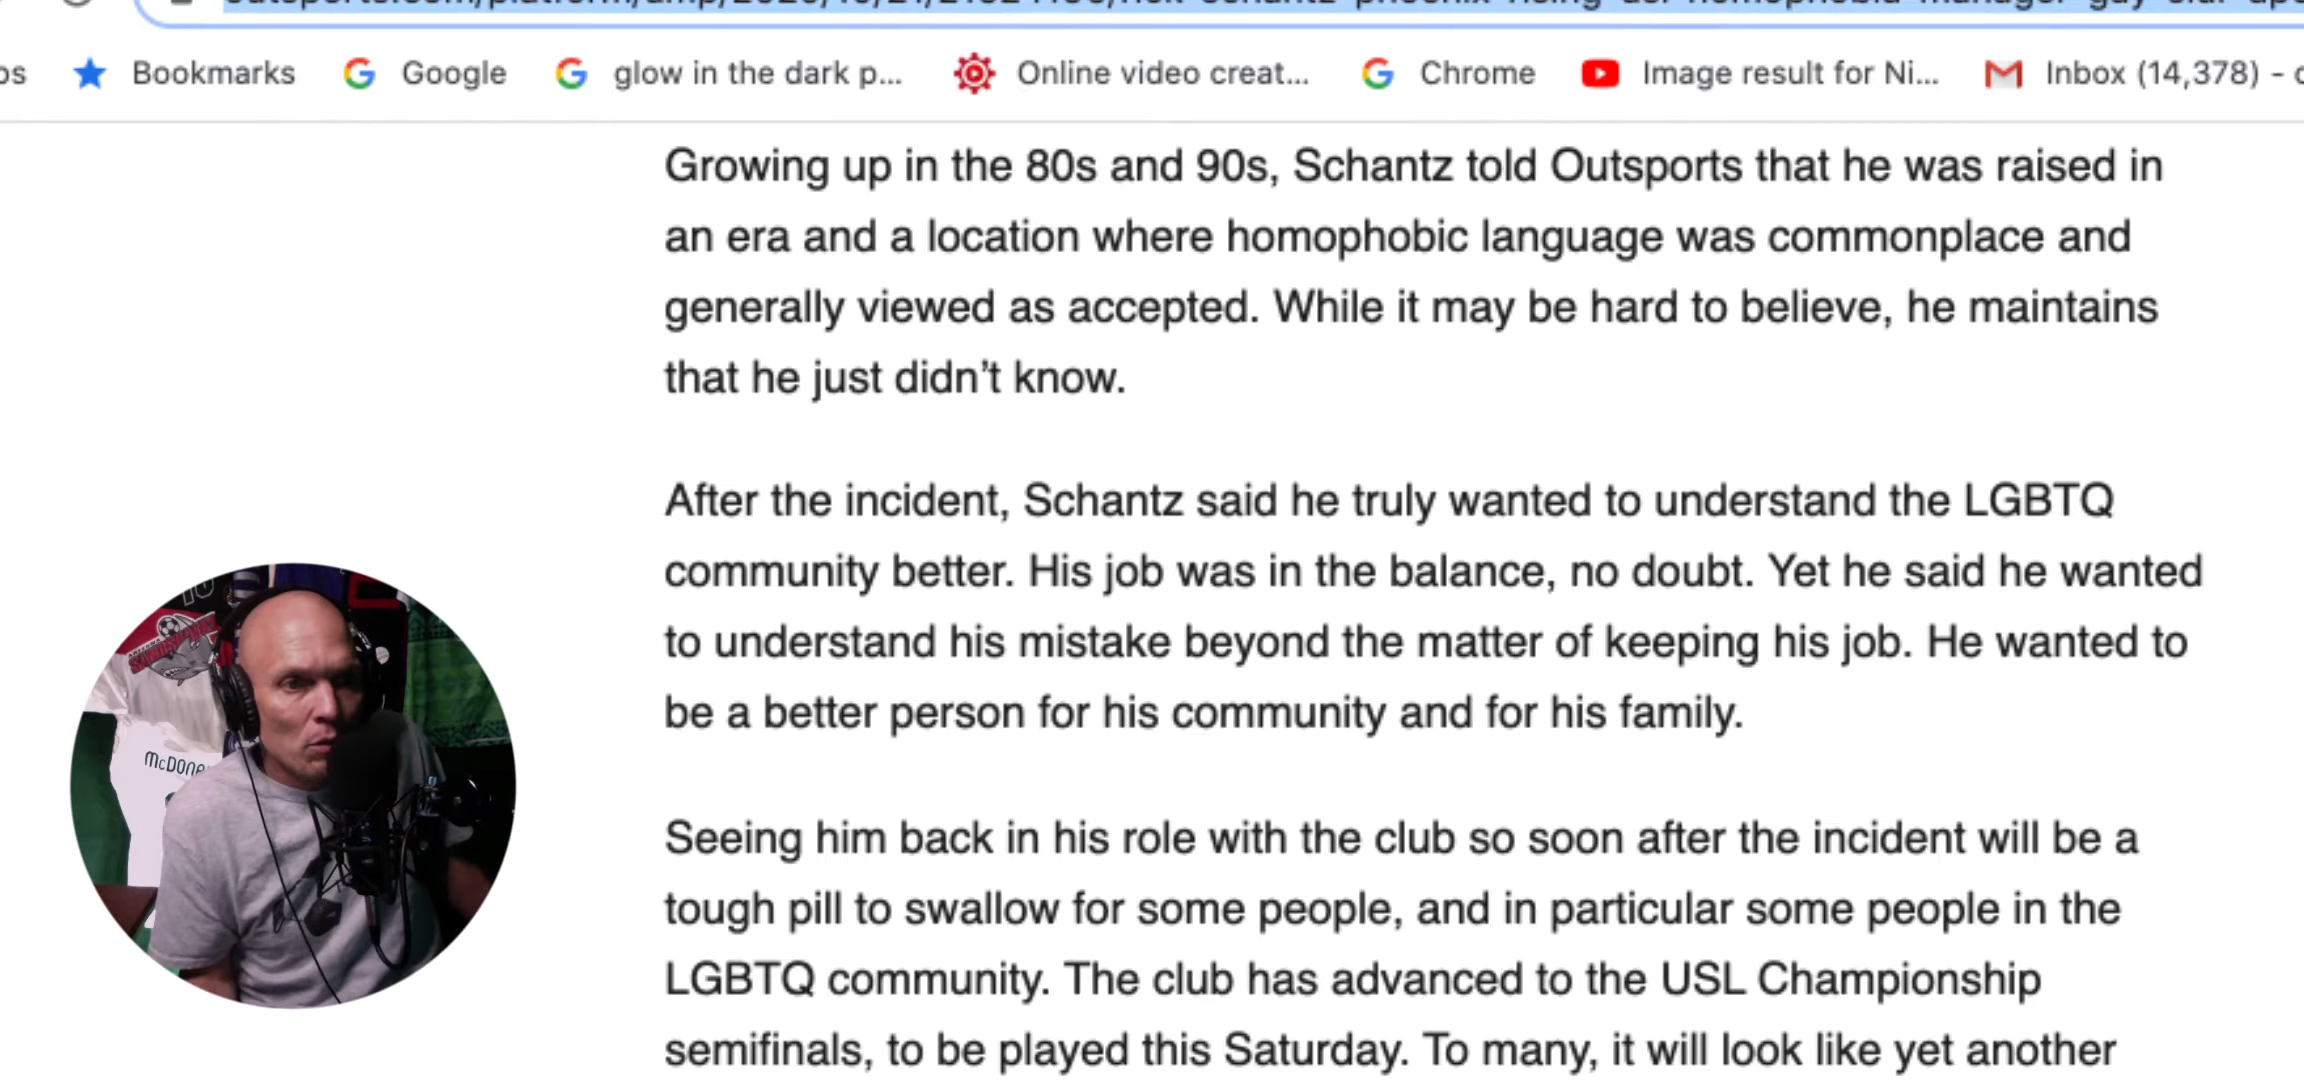 Bookmarks Google glow in the dark p... Online video creat... Chrome Image result for Ni... Inbox (14,378) -
Growing up in the 80s and 90s, Schantz told Outsports that he was raised in
an era and a location where homophobic language was commonplace and
generally viewed as accepted. While it may be hard to believe, he maintains
that he just didn’t know.
After the incident, Schantz said he truly wanted to understand the LGBTQ
community better. His job was in the balance, no doubt. Yet he said he wanted
to understand his mistake beyond the matter of keeping his job. He wanted to
be a better person for his community and for his family.
McDona
Seeing him back in his role with the club so soon after the incident will be a
tough pill to swallow for some people, and in particular some people in the
LGBTQ community. The club has advanced to the USL Championship
semifinals, to be played this Saturday. To many, it will look like yet another